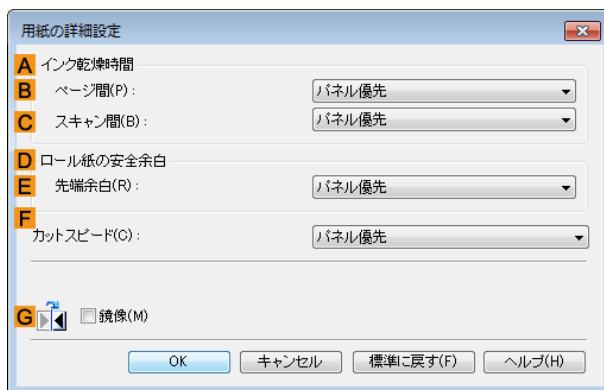 用紙の詳細設定
A インク乾燥時間
B ページ間(P): パネル優先
C スキャン間(B): パネル優先
D ロール紙の安全余白
E 先端余白(R): パネル優先
F
カットスピード(C): パネル優先
G 鏡像(M)
OK キャンセル 標準に戻す(F) ヘルプ(H)